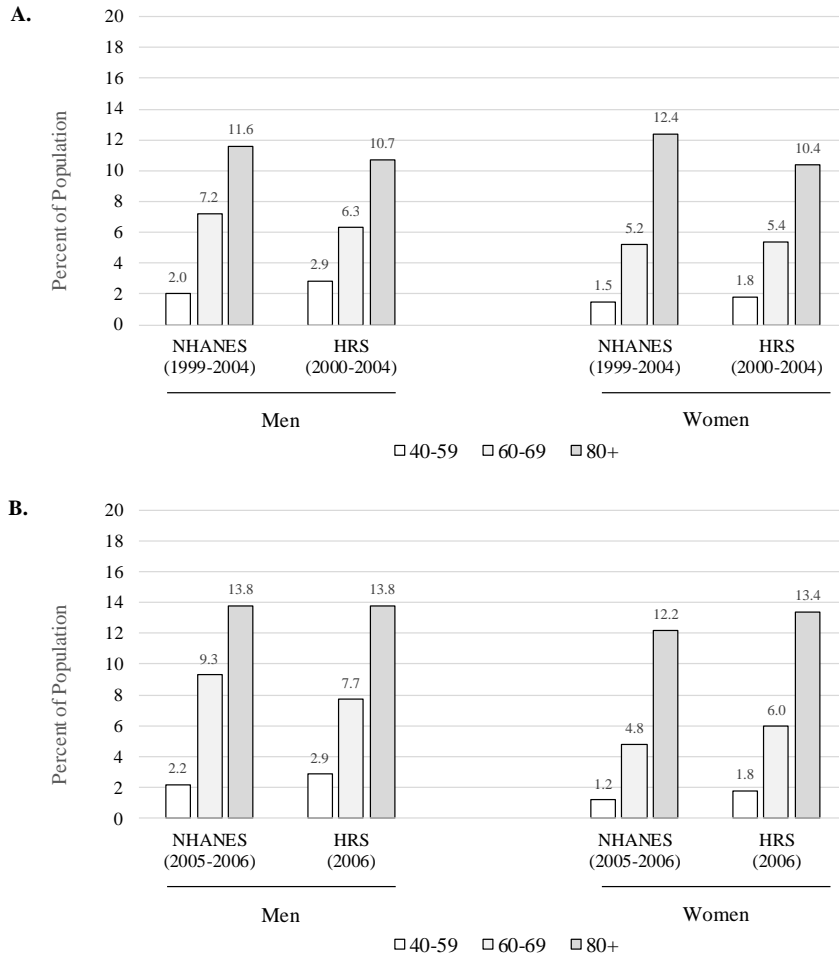 A.
Percent of Population
20
18
16
14
12
10
8
6
4
2
0
2.0 7.2 11.6 2.9 6.3 10.7 1.5 5.2 12.4 1.8 5.4 10.4
NHANES HRS NHANES HRS
(1999-2004) (2000-2004) (1999-2004) (2000-2004)
Men Women
40-59 60-69 80+
B.
Percent of Population
20
18
16
14
12
10
8
6
4
2
0
2.2 9.3 13.8 2.9 7.7 13.8 1.2 4.8 12.2 1.8 6.0 13.4
NHANES HRS NHANES HRS
(2005-2006) (2006) (2005-2006) (2006)
Men Women
40-59 60-69 80+